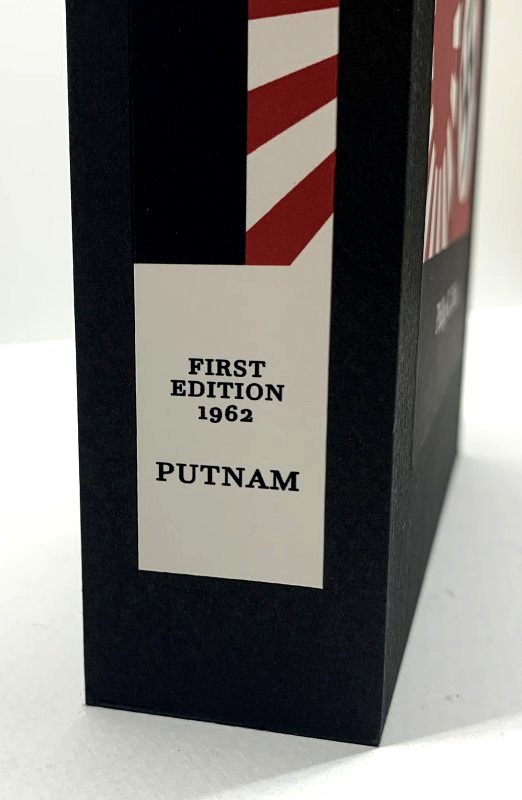 FIRST
EDITION
1962
PUTNAM